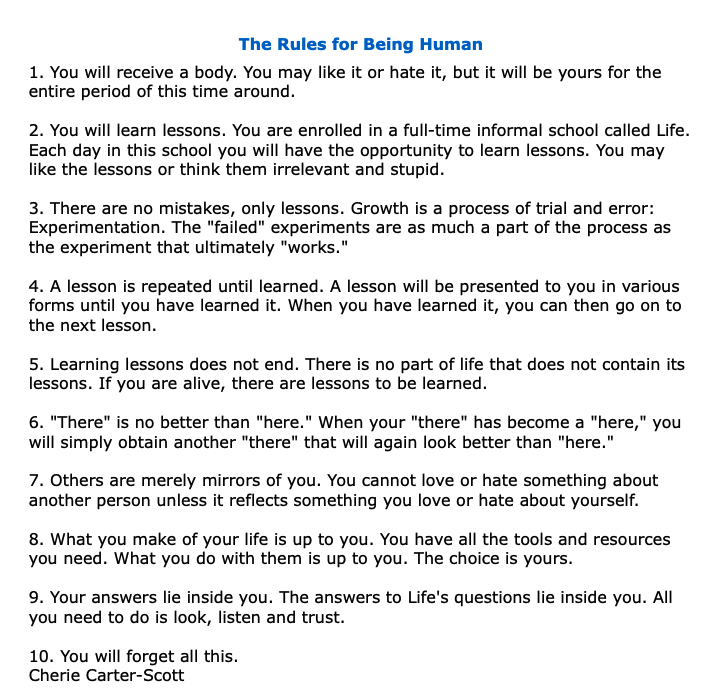 The Rules for Being Human
1. You will receive a body. You may like it or hate it, but it will be yours for the
entire period of this time around.
2. You will learn lessons. You are enrolled in a full-time informal school called Life.
Each day in this school you will have the opportunity to learn lessons. You may
like the lessons or think them irrelevant and stupid.
3. There are no mistakes, only lessons. Growth is a process of trial and error:
Experimentation. The "failed" experiments are as much a part of the process as
the experiment that ultimately "works."
4. A lesson is repeated until learned. A lesson will be presented to you in various
forms until you have learned it. When you have learned it, you can then go on to
the next lesson.
5. Learning lessons does not end. There is no part of life that does not contain its
lessons. If you are alive, there are lessons to be learned.
6. "There" is no better than "here." When your "there" has become a "here," you
will simply obtain another "there" that will again look better than "here."
7. Others are merely mirrors of you. You cannot love or hate something about
another person unless it reflects something you love or hate about yourself.
8. What you make of your life is up to you. You have all the tools and resources
you need. What you do with them is up to you. The choice is yours.
9. Your answers lie inside you. The answers to Life's questions lie inside you. All
you need to do is look, listen and trust.
10. You will forget all this.
Cherie Carter-Scott